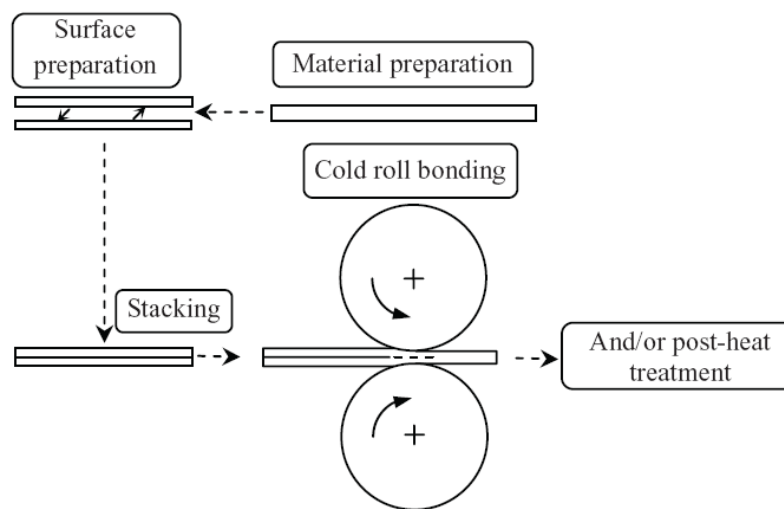 Surface
preparation
Material preparation
Cold roll bonding
Stacking
And/or post-heat
treatment